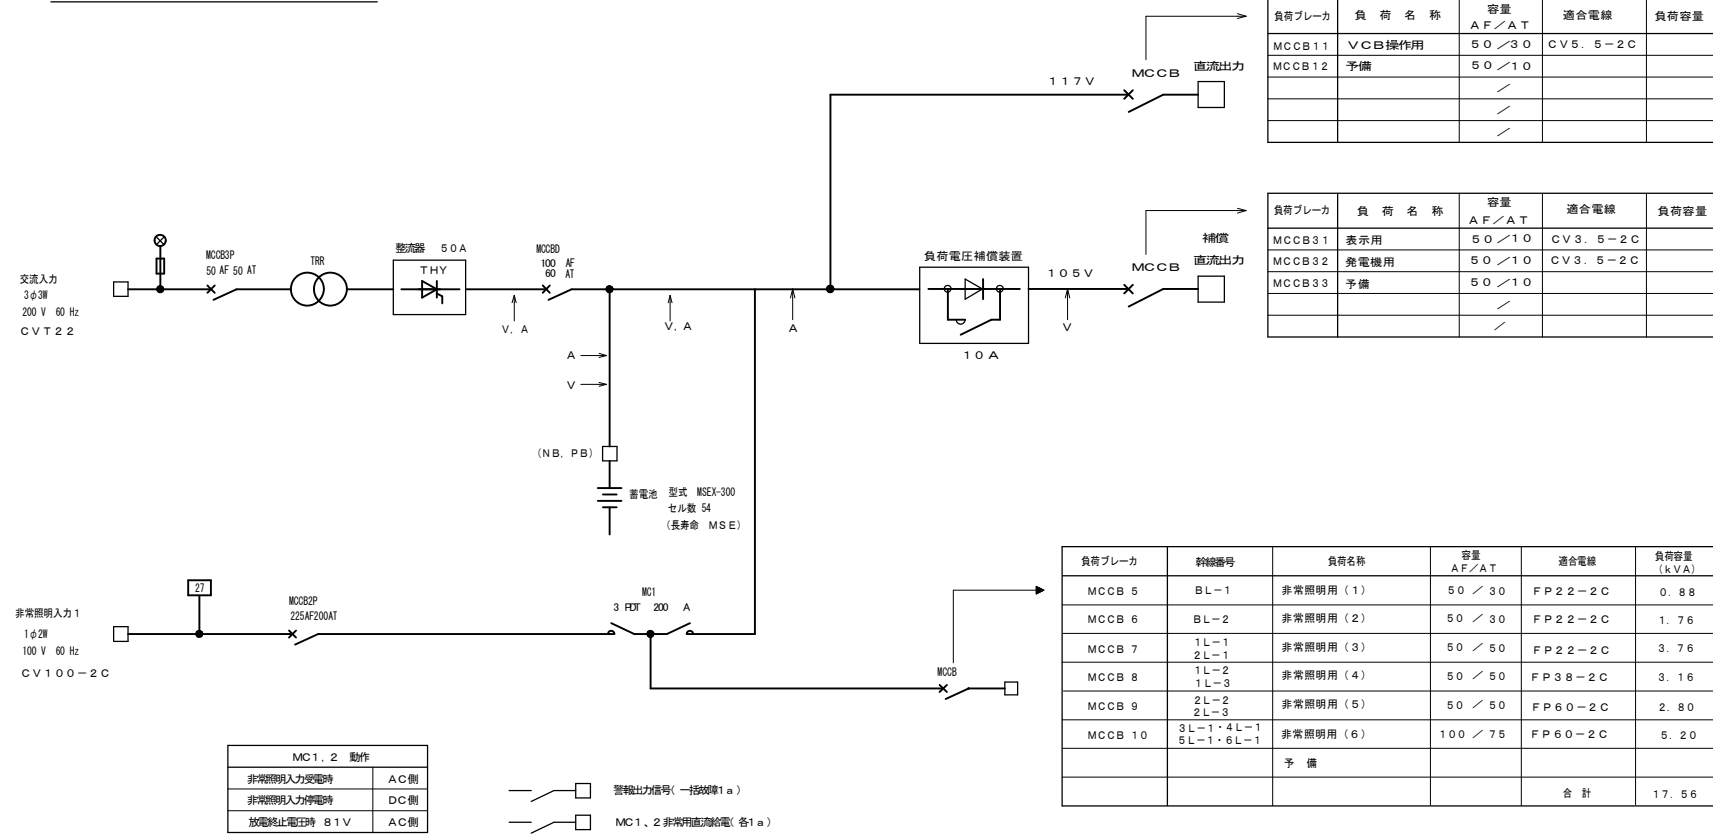 負荷ブレーカ 負荷名称 容量 AF/AT 適合電線 負荷容量
MCCB11 VCB操作用 50/30 CV5.5-2C
MCCB12 予備 50/10
/
/
/
117V
MCCB
直流出力
負荷ブレーカ 負荷名称 容量 AF/AT 適合電線 負荷容量
MCCB31 表示用 50/10 CV3.5-2C
MCCB32 発電機用 50/10 CV3.5-2C
MCCB33 予備 50/10
/
/
交流入力
3φ3W
200 V 60 Hz
CVT22
MCCB3P
50 AF 50 AT
TRR
整流器 50A
THY
V, A
MCCBD
100 AF
60 AT
V, A
A
A
V
負荷電圧補償装置
10A
105V
V
MCCB
補償
直流出力
(NB, PB)
蓄電池 型式 MSEX-300
セル数 54
(長寿命 MSE)
非常照明入力1
1φ2W
100 V 60 Hz
CV100-2C
27
MCCB2P
225AF200AT
MC1
3 PDT 200 A
MCCB
負荷ブレーカ 幹線番号 負荷名称 容量 AF/AT 適合電線 負荷容量 (kVA)
MCCB 5 BL-1 非常照明用(1) 50/30 FP22-2C 0.88
MCCB 6 BL-2 非常照明用(2) 50/30 FP22-2C 1.76
MCCB 7 1L-1 2L-1 非常照明用(3) 50/50 FP22-2C 3.76
MCCB 8 1L-2 1L-3 非常照明用(4) 50/50 FP38-2C 3.16
MCCB 9 2L-2 2L-3 非常照明用(5) 50/50 FP60-2C 2.80
MCCB 10 3L-1・4L-1 5L-1・6L-1 非常照明用(6) 100/75 FP60-2C 5.20
予備
合計 17.56
MC1, 2 動作
非常照明入力受電時 AC側
非常照明入力停電時 DC側
放電終止電圧時 81V AC側
警報出力信号(一括故障1a)
MC1、2非常用直流給電(各1a)